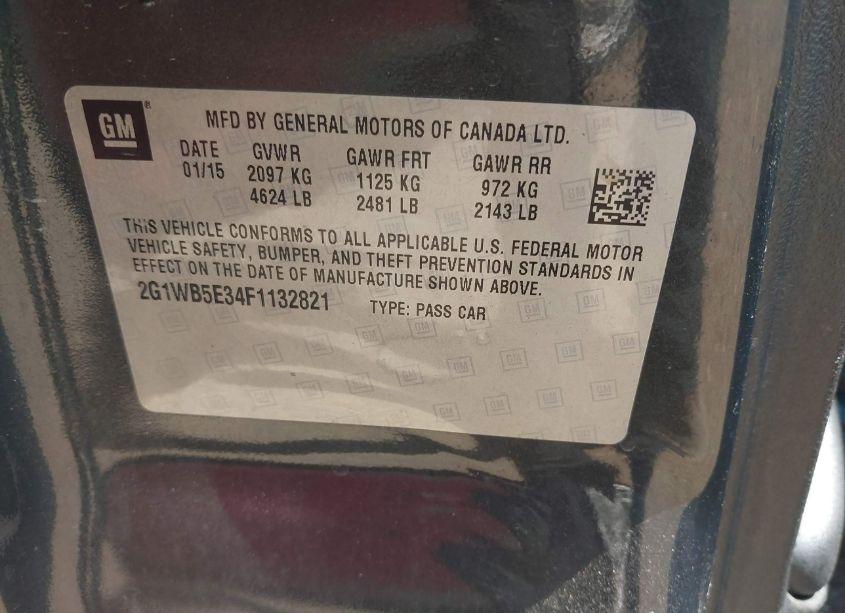 GM ®
MFD BY GENERAL MOTORS OF CANADA LTD.
DATE GVWR GAWR FRT GAWR RR
01/15 2097 KG 1125 KG 972 KG
4624 LB 2481 LB 2143 LB
THIS VEHICLE CONFORMS TO ALL APPLICABLE U.S. FEDERAL MOTOR
VEHICLE SAFETY, BUMPER, AND THEFT PREVENTION STANDARDS IN
EFFECT ON THE DATE OF MANUFACTURE SHOWN ABOVE.
2G1WB5E34F1132821 TYPE: PASS CAR